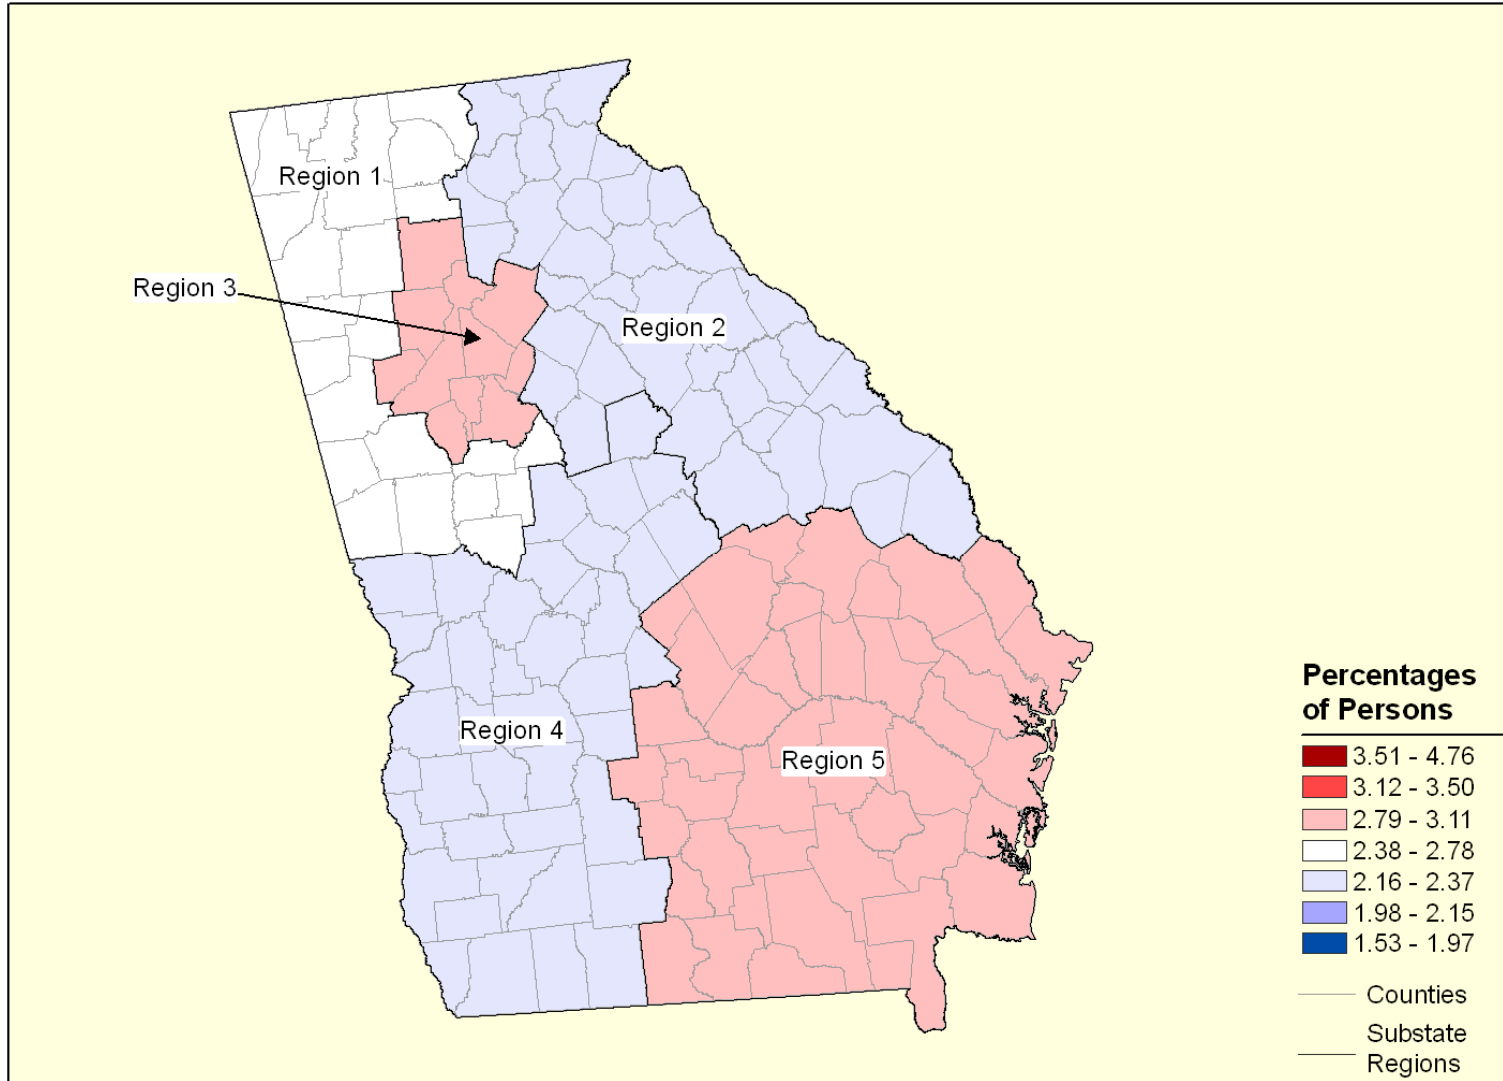 Region 1
Region 3
Region 2
Region 4
Region 5
Percentages
of Persons
3.51 - 4.76
3.12 - 3.50
2.79 - 3.11
2.38 - 2.78
2.16 - 2.37
1.98 - 2.15
1.53 - 1.97
Counties
Substate
Regions